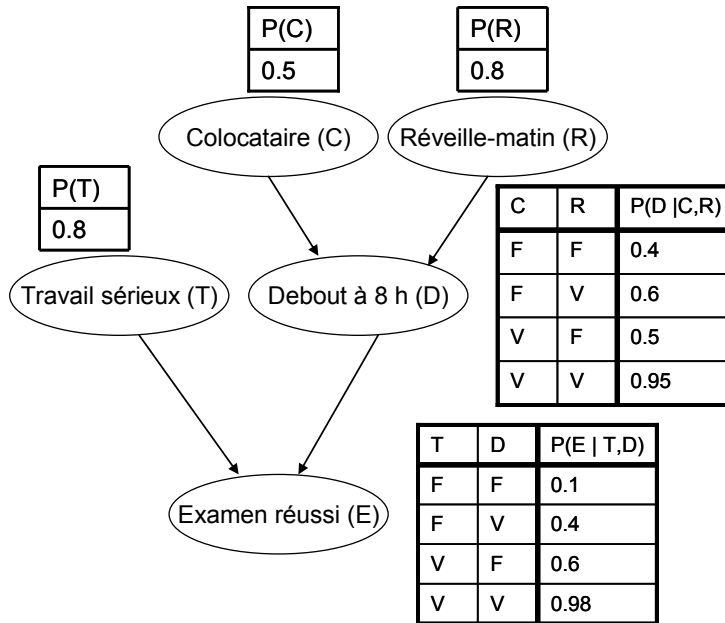 P(C)
0.5
P(R)
0.8
Colocataire (C)
Réveille-matin (R)
P(T)
0.8
Travail sérieux (T)
Debout à 8 h (D)
C R P(D |C,R)
F F 0.4
F V 0.6
V F 0.5
V V 0.95
Examen réussi (E)
T D P(E | T,D)
F F 0.1
F V 0.4
V F 0.6
V V 0.98